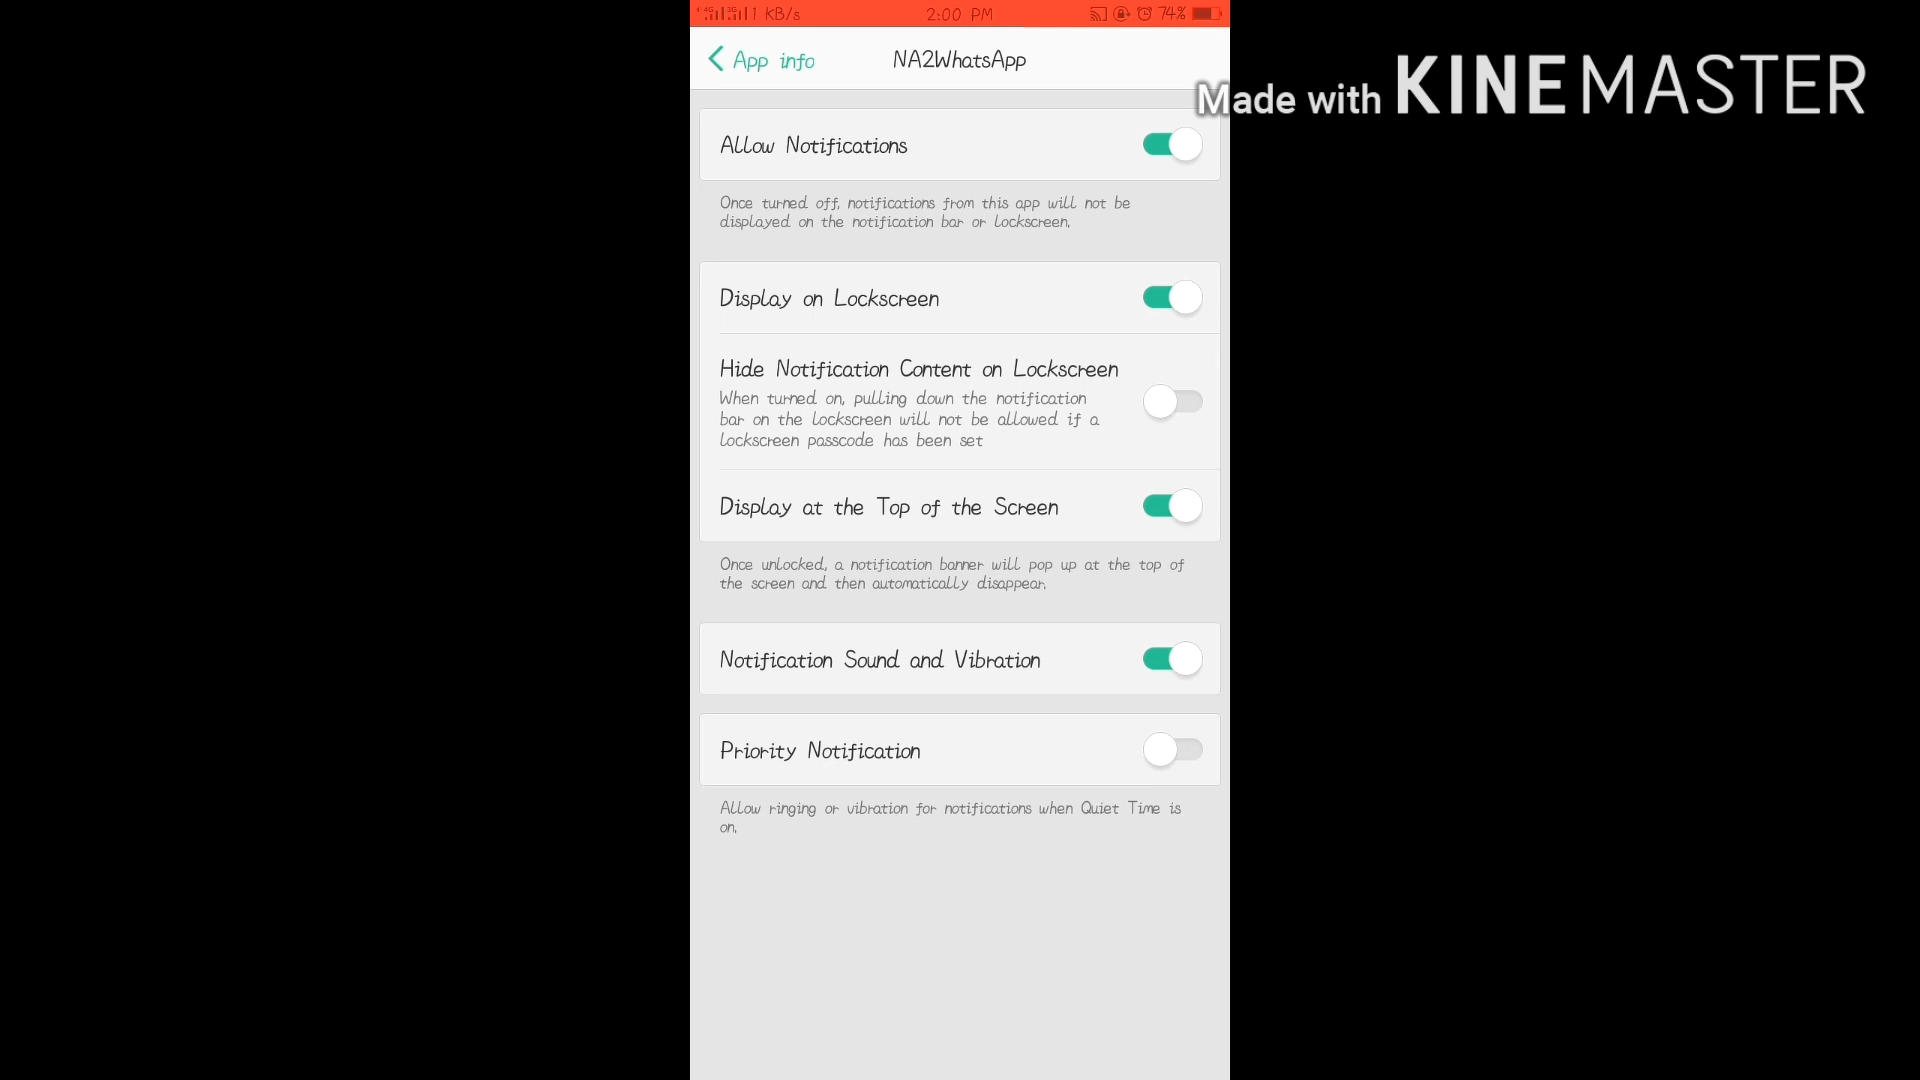 4G 3G 1 KB/s 2:00 PM 74%
App info NA2WhatsApp
Made with KINEMASTER
Allow Notifications
Once turned off, notifications from this app will not be
displayed on the notification bar or lockscreen.
Display on Lockscreen
Hide Notification Content on Lockscreen
When turned on, pulling down the notification
bar on the lockscreen will not be allowed if a
lockscreen passcode has been set
Display at the Top of the Screen
Once unlocked, a notification banner will pop up at the top of
the screen and then automatically disappear.
Notification Sound and Vibration
Priority Notification
Allow ringing or vibration for notifications when Quiet Time is
on.